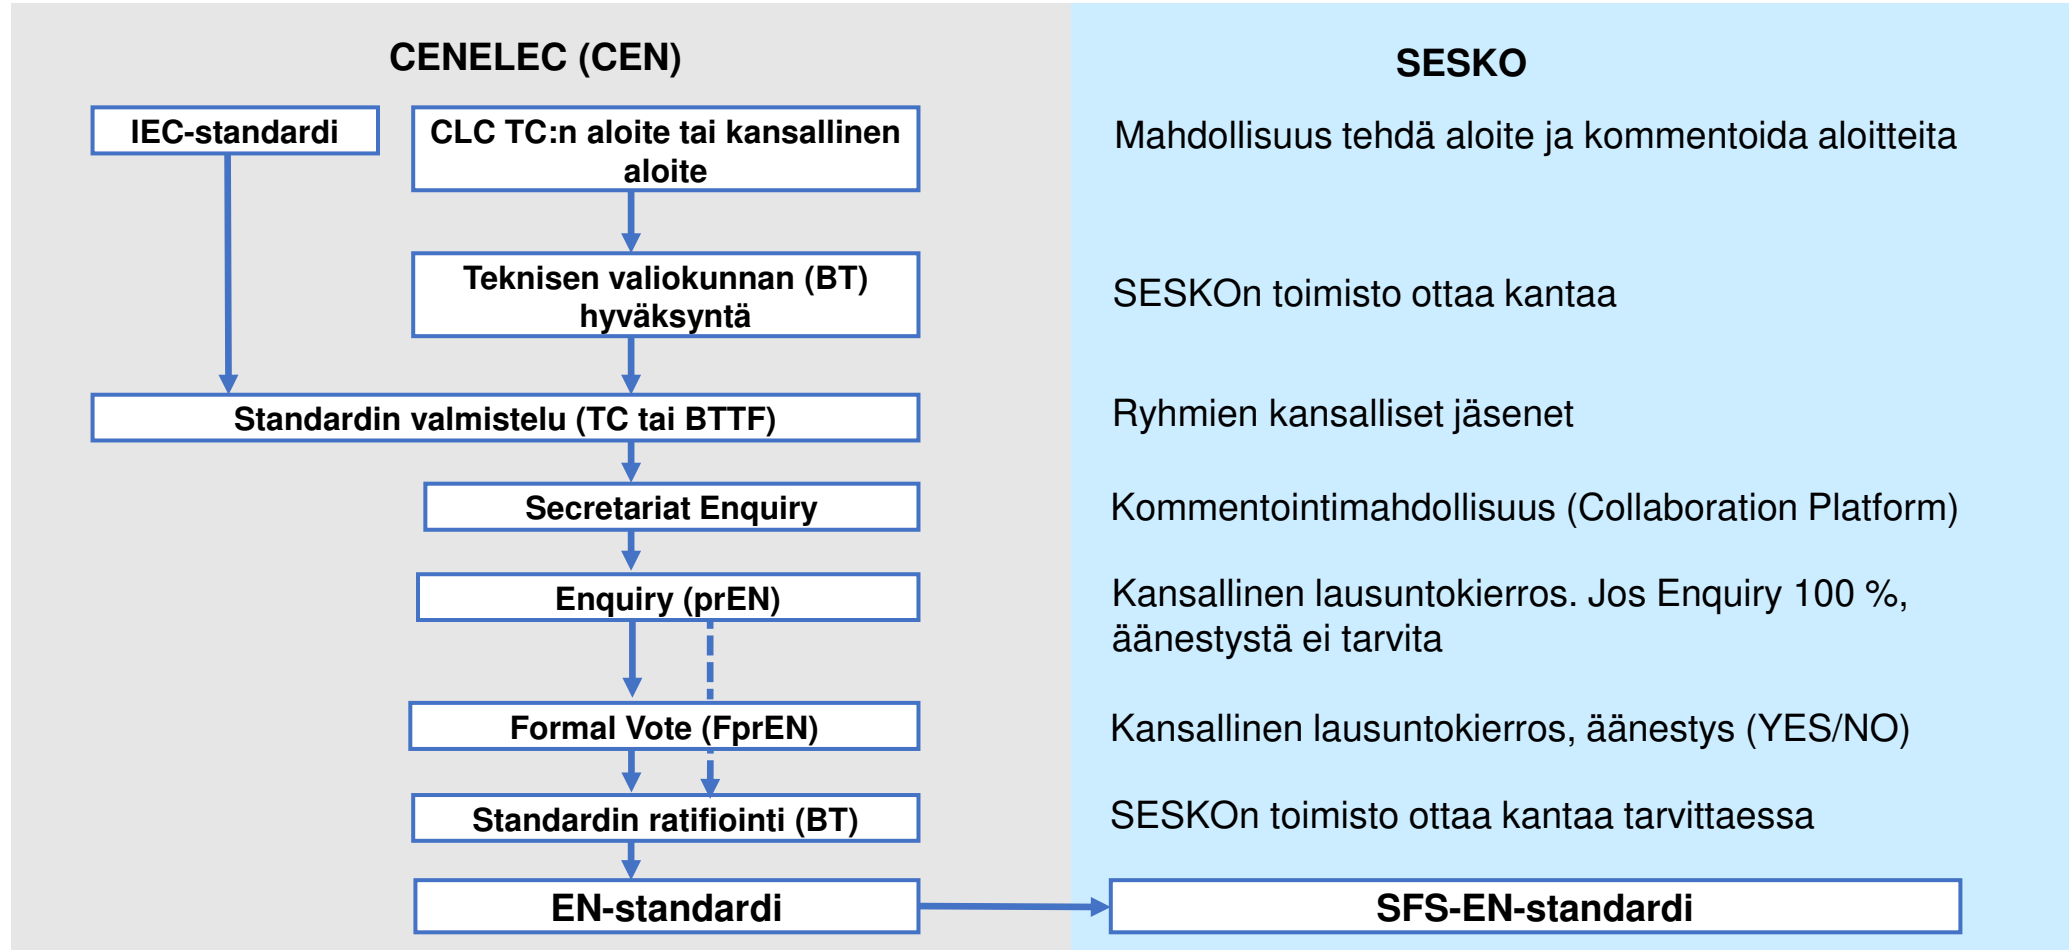 CENELEC (CEN)
SESKO
IEC-standardi
CLC TC:n aloite tai kansallinen
aloite
Mahdollisuus tehdä aloite ja kommentoida aloitteita
Teknisen valiokunnan (BT)
hyväksyntä
SESKOn toimisto ottaa kantaa
Standardin valmistelu (TC tai BTTF)
Ryhmien kansalliset jäsenet
Secretariat Enquiry
Kommentointimahdollisuus (Collaboration Platform)
Enquiry (prEN)
Kansallinen lausuntokierros. Jos Enquiry 100 %,
äänestystä ei tarvita
Formal Vote (FprEN)
Kansallinen lausuntokierros, äänestys (YES/NO)
Standardin ratifiointi (BT)
SESKOn toimisto ottaa kantaa tarvittaessa
EN-standardi
SFS-EN-standardi